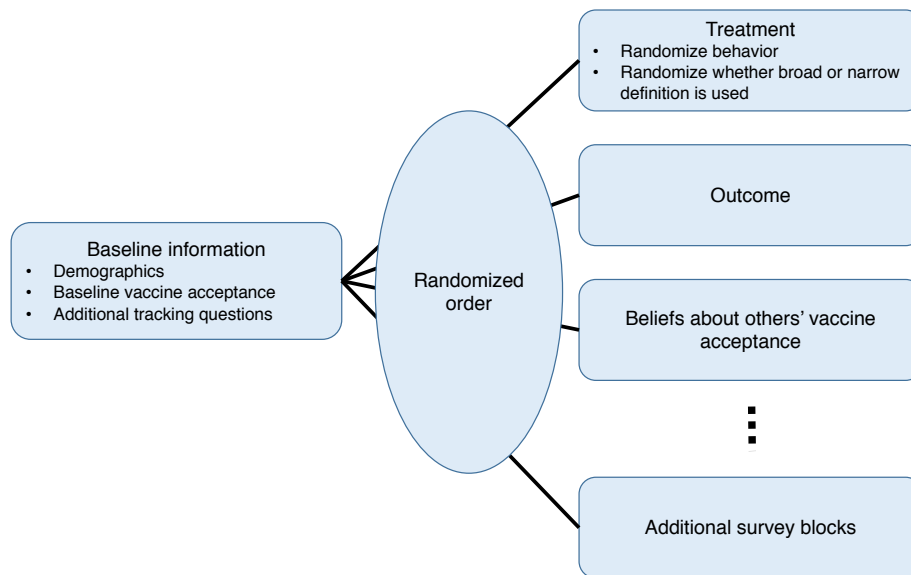 Baseline information
• Demographics
• Baseline vaccine acceptance
• Additional tracking questions
Randomized
order
Treatment
• Randomize behavior
• Randomize whether broad or narrow
definition is used
Outcome
Beliefs about others’ vaccine
acceptance
Additional survey blocks